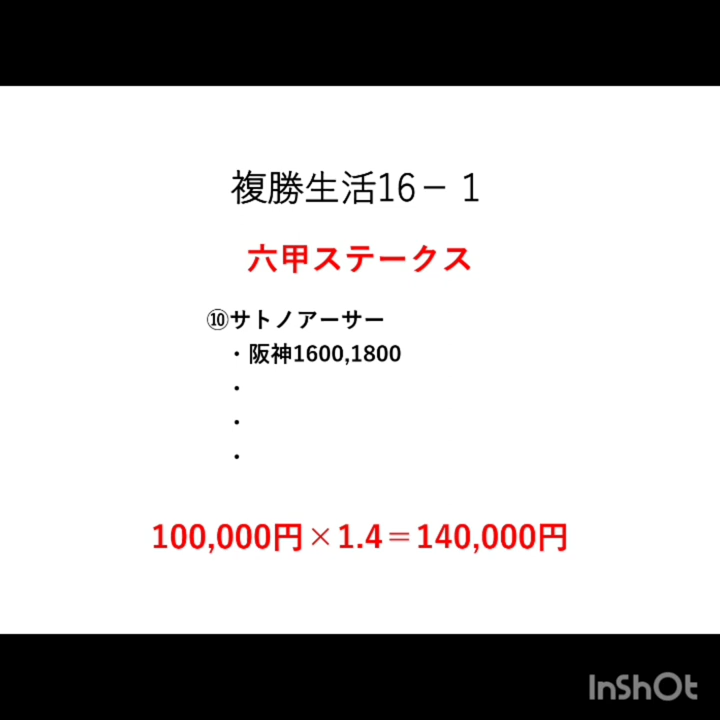 複勝生活16－1
六甲ステークス
⑩サトノアーサー
・阪神1600,1800
・
・
・
100,000円×1.4＝140,000円
InShOt